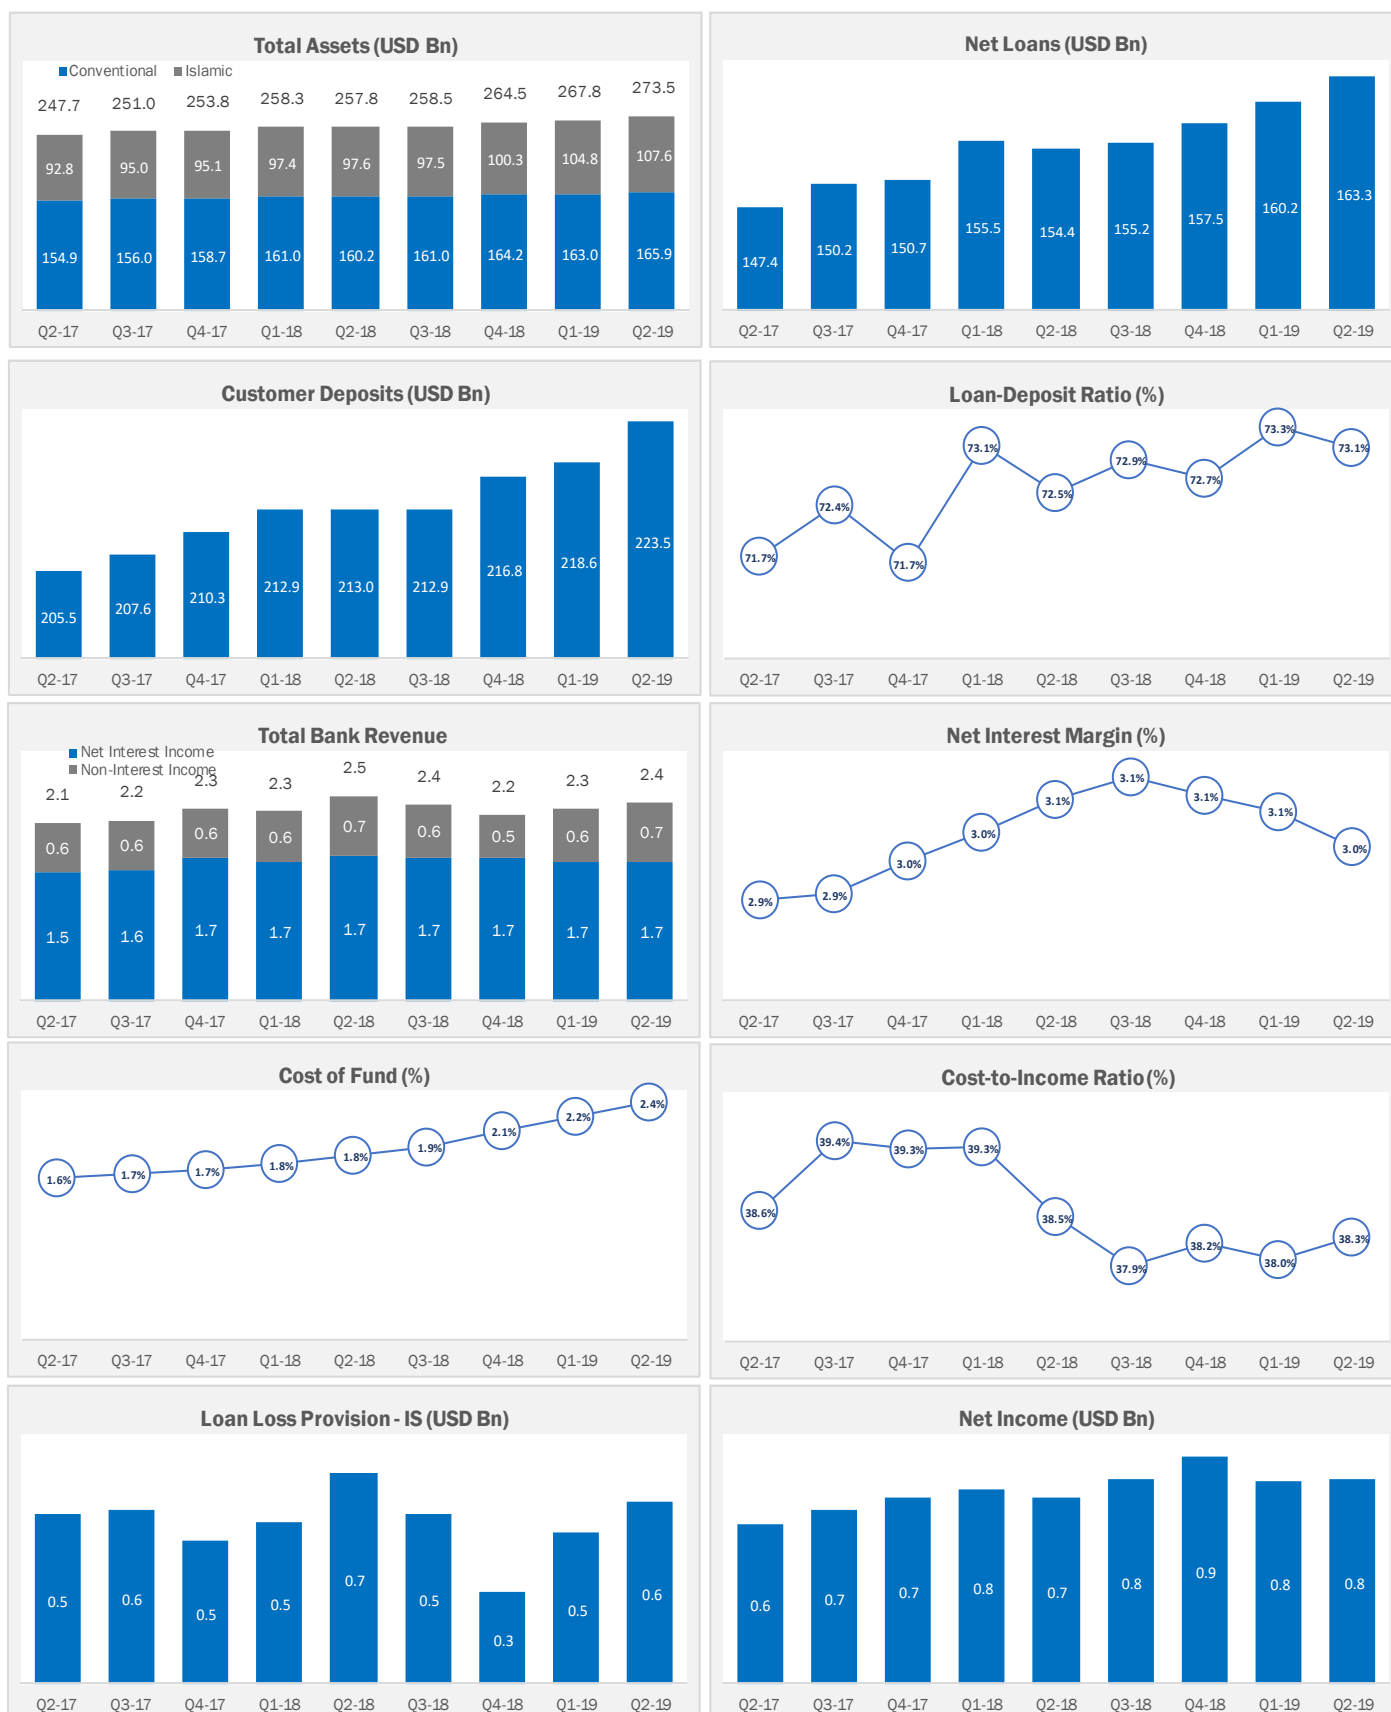 Total Assets (USD Bn)
Conventional Islamic
247.7 251.0 253.8 258.3 257.8 258.5 264.5 267.8 273.5
92.8 95.0 95.1 97.4 97.6 97.5 100.3 104.8 107.6
154.9 156.0 158.7 161.0 160.2 161.0 164.2 163.0 165.9
Q2-17 Q3-17 Q4-17 Q1-18 Q2-18 Q3-18 Q4-18 Q1-19 Q2-19
Net Loans (USD Bn)
147.4 150.2 150.7 155.5 154.4 155.2 157.5 160.2 163.3
Q2-17 Q3-17 Q4-17 Q1-18 Q2-18 Q3-18 Q4-18 Q1-19 Q2-19
Customer Deposits (USD Bn)
205.5 207.6 210.3 212.9 213.0 212.9 216.8 218.6 223.5
Q2-17 Q3-17 Q4-17 Q1-18 Q2-18 Q3-18 Q4-18 Q1-19 Q2-19
Loan-Deposit Ratio (%)
71.7% 72.4% 71.7% 73.1% 72.5% 72.9% 72.7% 73.3% 73.1%
Q2-17 Q3-17 Q4-17 Q1-18 Q2-18 Q3-18 Q4-18 Q1-19 Q2-19
Total Bank Revenue
Net Interest Income
Non-Interest Income
2.1 2.2 2.3 2.3 2.5 2.4 2.2 2.3 2.4
0.6 0.6 0.6 0.6 0.7 0.6 0.5 0.6 0.7
1.5 1.6 1.7 1.7 1.7 1.7 1.7 1.7 1.7
Q2-17 Q3-17 Q4-17 Q1-18 Q2-18 Q3-18 Q4-18 Q1-19 Q2-19
Net Interest Margin (%)
2.9% 2.9% 3.0% 3.0% 3.1% 3.1% 3.1% 3.1% 3.0%
Q2-17 Q3-17 Q4-17 Q1-18 Q2-18 Q3-18 Q4-18 Q1-19 Q2-19
Cost of Fund (%)
1.6% 1.7% 1.7% 1.8% 1.8% 1.9% 2.1% 2.2% 2.4%
Q2-17 Q3-17 Q4-17 Q1-18 Q2-18 Q3-18 Q4-18 Q1-19 Q2-19
Cost-to-Income Ratio (%)
38.6% 39.4% 39.3% 39.3% 38.5% 37.9% 38.2% 38.0% 38.3%
Q2-17 Q3-17 Q4-17 Q1-18 Q2-18 Q3-18 Q4-18 Q1-19 Q2-19
Loan Loss Provision - IS (USD Bn)
0.5 0.6 0.5 0.5 0.7 0.5 0.3 0.5 0.6
Q2-17 Q3-17 Q4-17 Q1-18 Q2-18 Q3-18 Q4-18 Q1-19 Q2-19
Net Income (USD Bn)
0.6 0.7 0.7 0.8 0.7 0.8 0.9 0.8 0.8
Q2-17 Q3-17 Q4-17 Q1-18 Q2-18 Q3-18 Q4-18 Q1-19 Q2-19